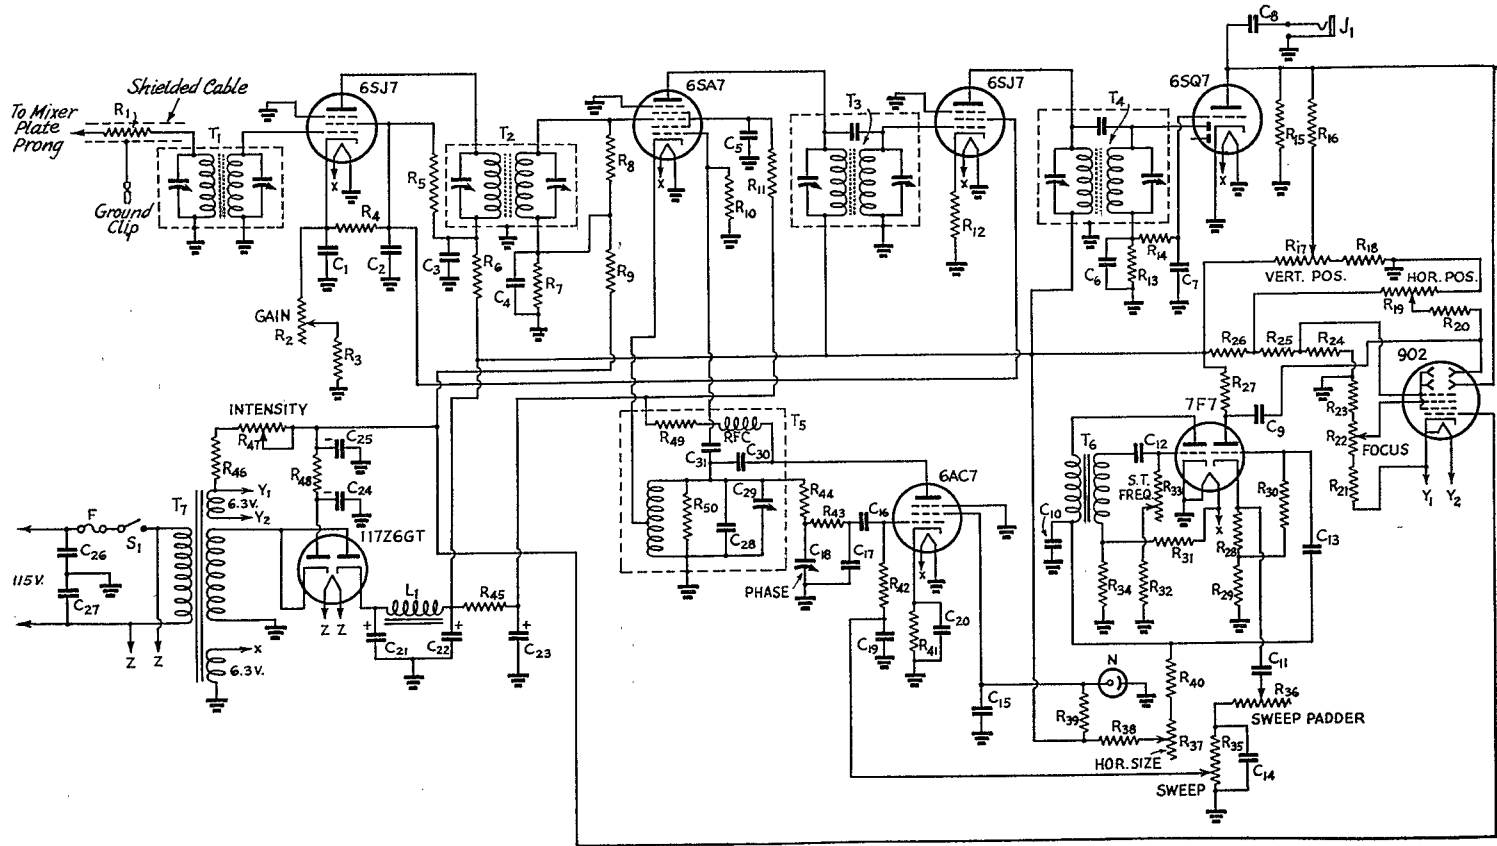 C8
J1
Shielded Cable
6SJ7
6SA7
6SJ7
6SQ7
To Mixer
Plate
Prong
R1
T1
T2
T3
T4
C5
R15
R16
R5
R8
R11
R10
X
X
X
X
Ground
Clip
R4
R12
C1
C2
C3
R6
C4
R7
R9
C6
R13
R14
C7
R17
R18
VERT. POS.
HOR. POS.
R19
R20
GAIN
R2
R3
R26
R25
R24
902
R27
R23
7F7
C9
R22
FOCUS
R21
Y1
Y2
INTENSITY
R47
C25
R46
R48
C24
T5
R49
RFC
C31
C30
T6
C12
6AC7
T7
Y1
6.3V.
Y2
R50
C29
C28
R44
R43
C16
S.T.
FREQ.
R33
R30
F
S1
C26
115V.
C27
117Z6GT
C18
C17
PHASE
R42
X
C10
X
R31
R28
C13
R34
R32
R29
L1
R45
Z
Z
Z
Z
C21
C22
C23
X
6.3V.
C19
R41
C20
C15
N
R40
C11
R36
SWEEP PADDER
R39
R38
R37
HOR. SIZE
R35
C14
SWEEP